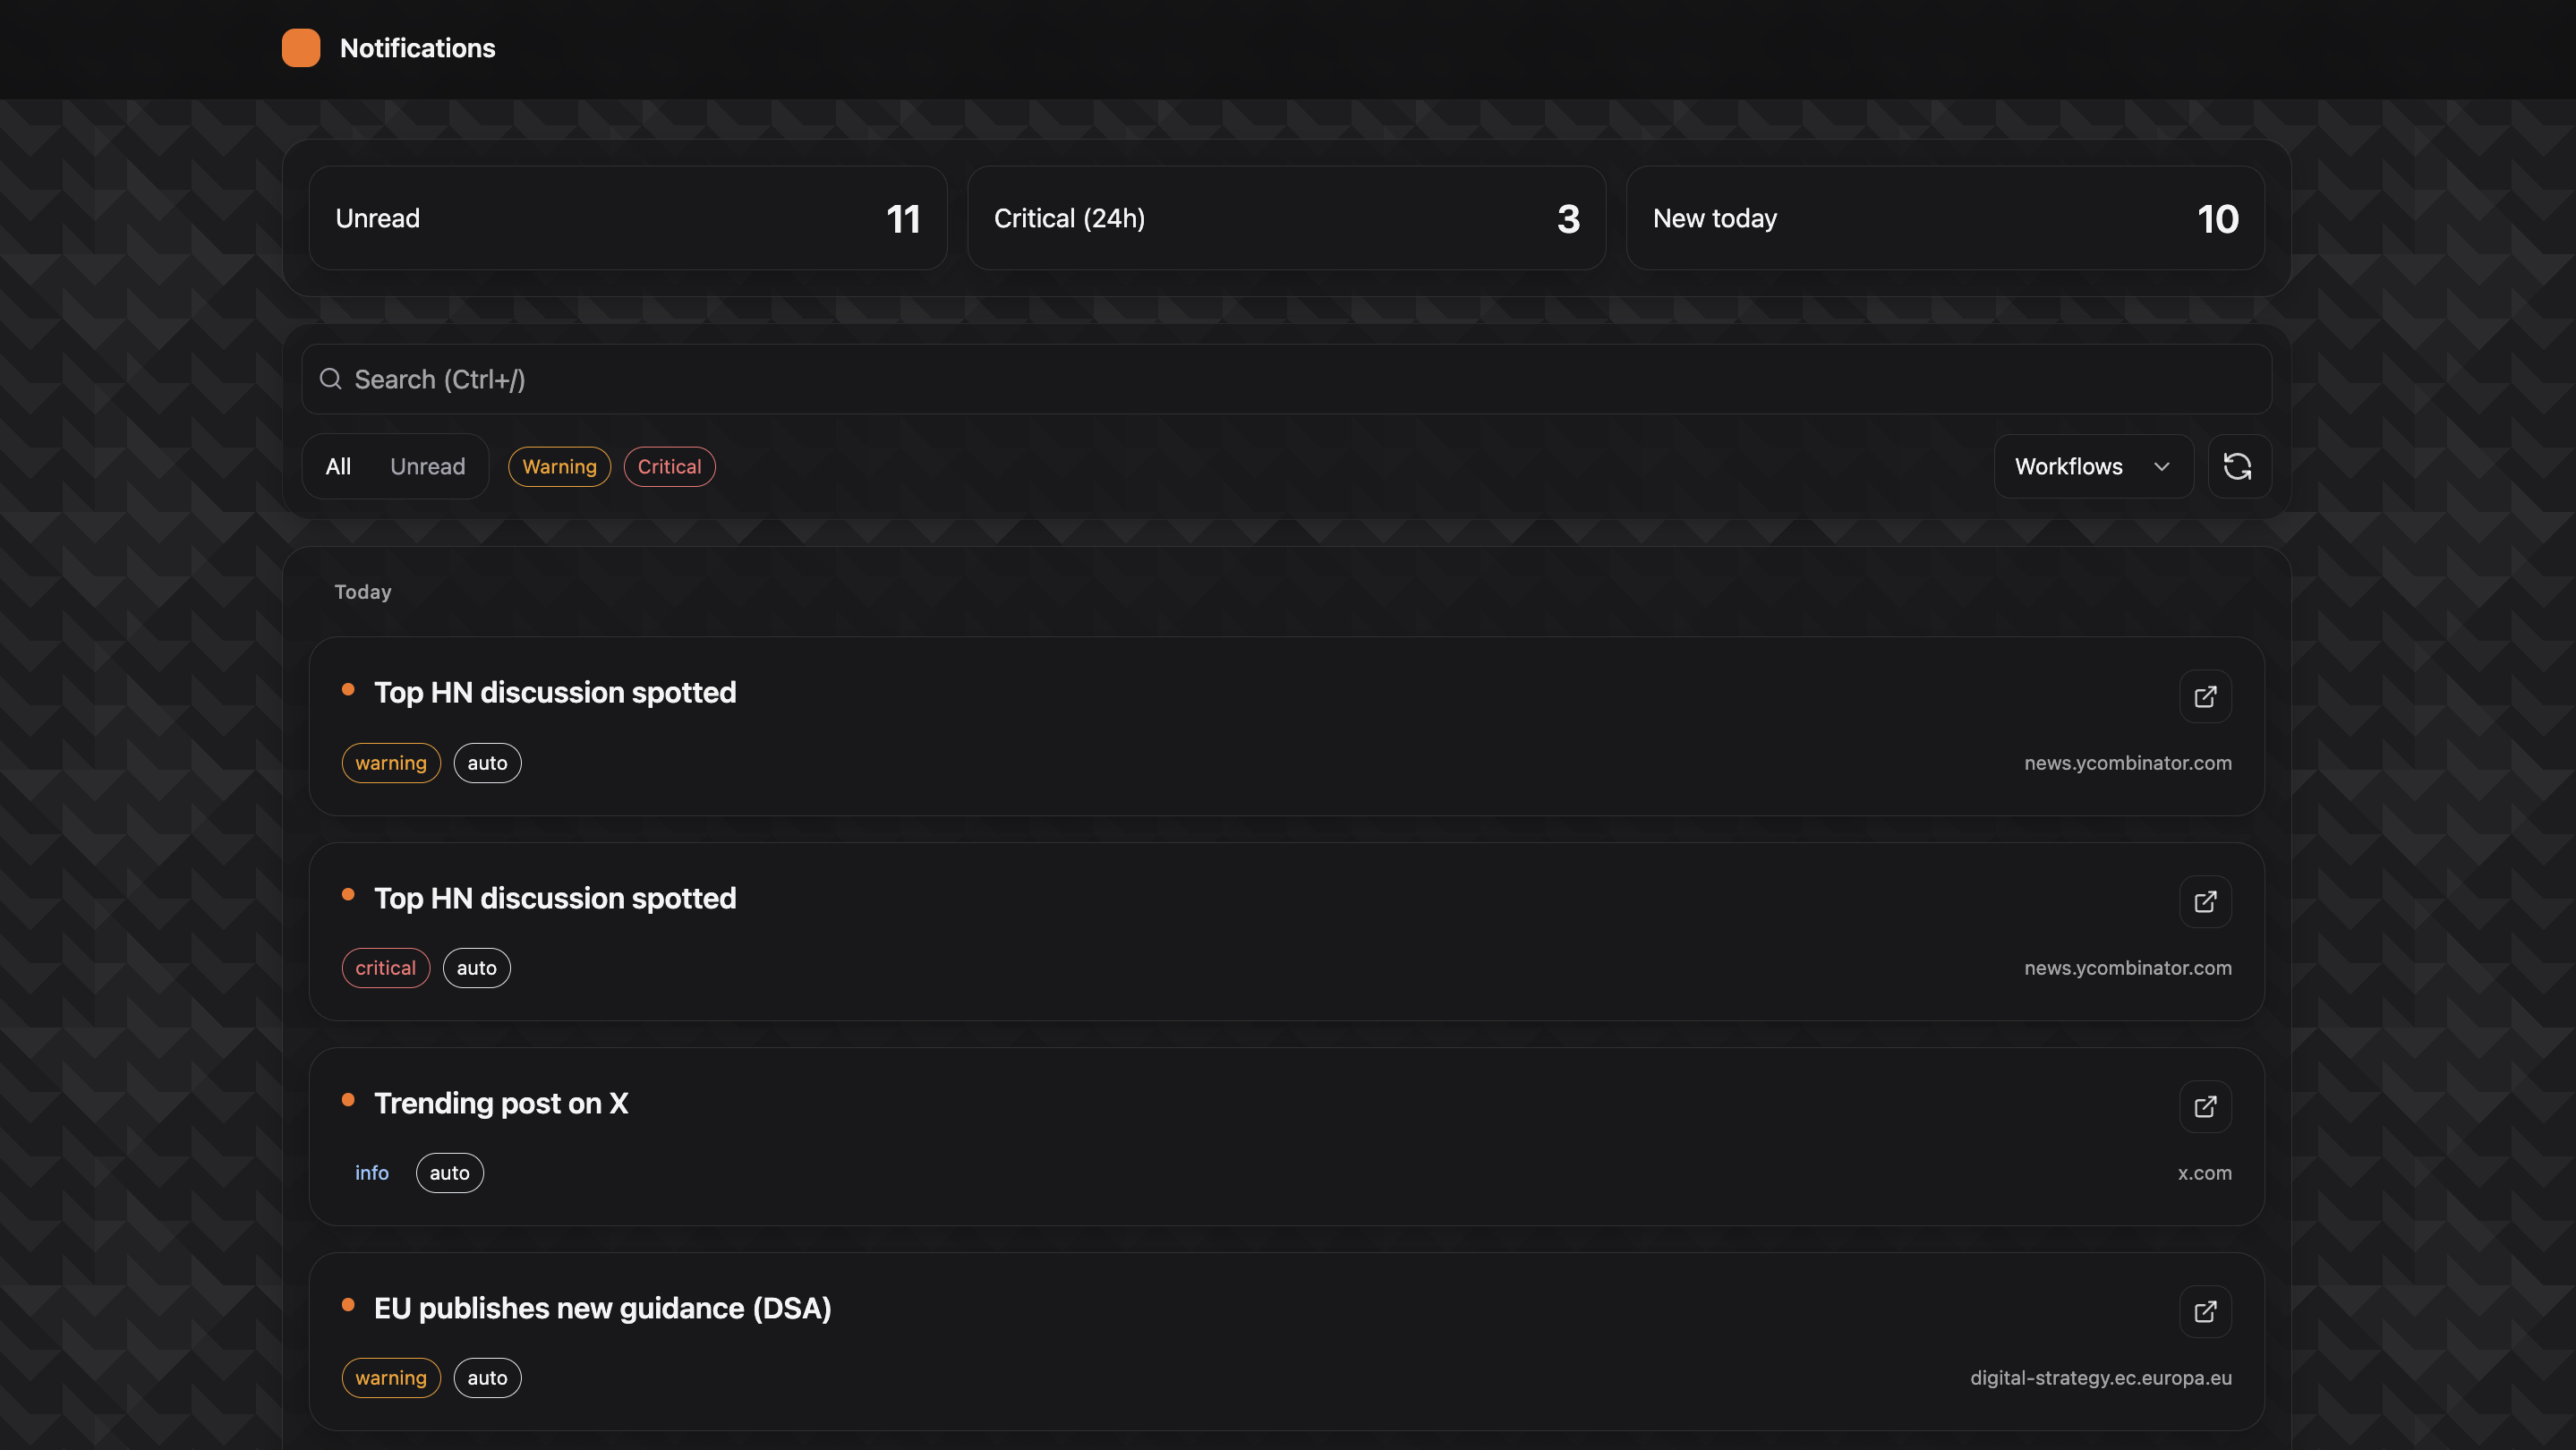 Notifications
Unread 11
Critical (24h) 3
New today 10
Search (Ctrl+/)
All Unread Warning Critical Workflows
Today
Top HN discussion spotted
warning auto news.ycombinator.com
Top HN discussion spotted
critical auto news.ycombinator.com
Trending post on X
info auto x.com
EU publishes new guidance (DSA)
warning auto digital-strategy.ec.europa.eu